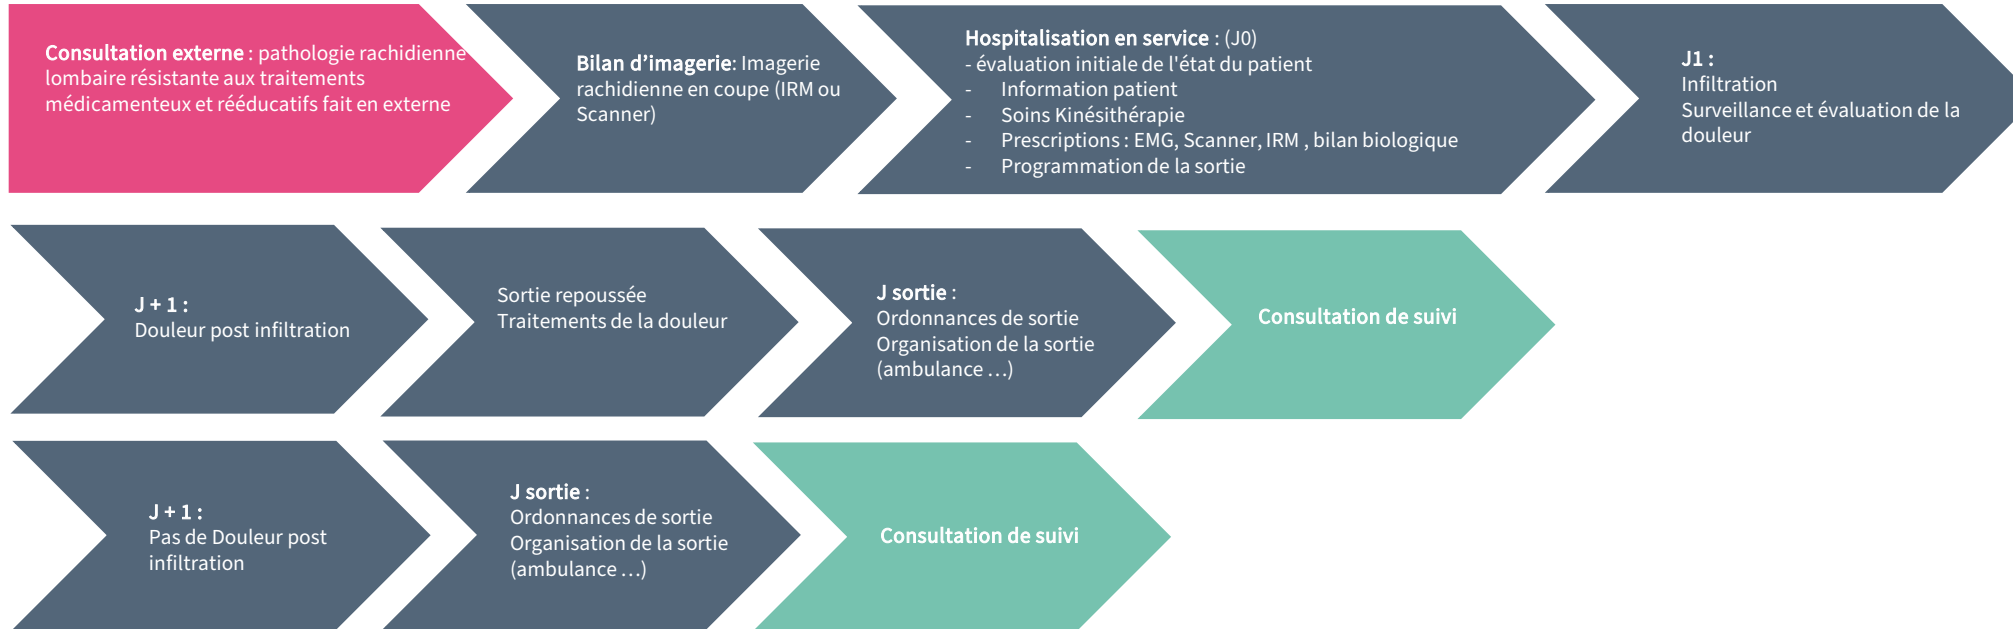 Consultation externe : pathologie rachidienne
lombaire résistante aux traitements
médicamenteux et rééducatifs fait en externe
Bilan d’imagerie: Imagerie
rachidienne en coupe (IRM ou
Scanner)
Hospitalisation en service : (J0)
- évaluation initiale de l'état du patient
- Information patient
- Soins Kinésithérapie
- Prescriptions : EMG, Scanner, IRM , bilan biologique
- Programmation de la sortie
J1 :
Infiltration
Surveillance et évaluation de la
douleur
J + 1 :
Douleur post infiltration
Sortie repoussée
Traitements de la douleur
J sortie :
Ordonnances de sortie
Organisation de la sortie
(ambulance …)
Consultation de suivi
J + 1 :
Pas de Douleur post
infiltration
J sortie :
Ordonnances de sortie
Organisation de la sortie
(ambulance …)
Consultation de suivi